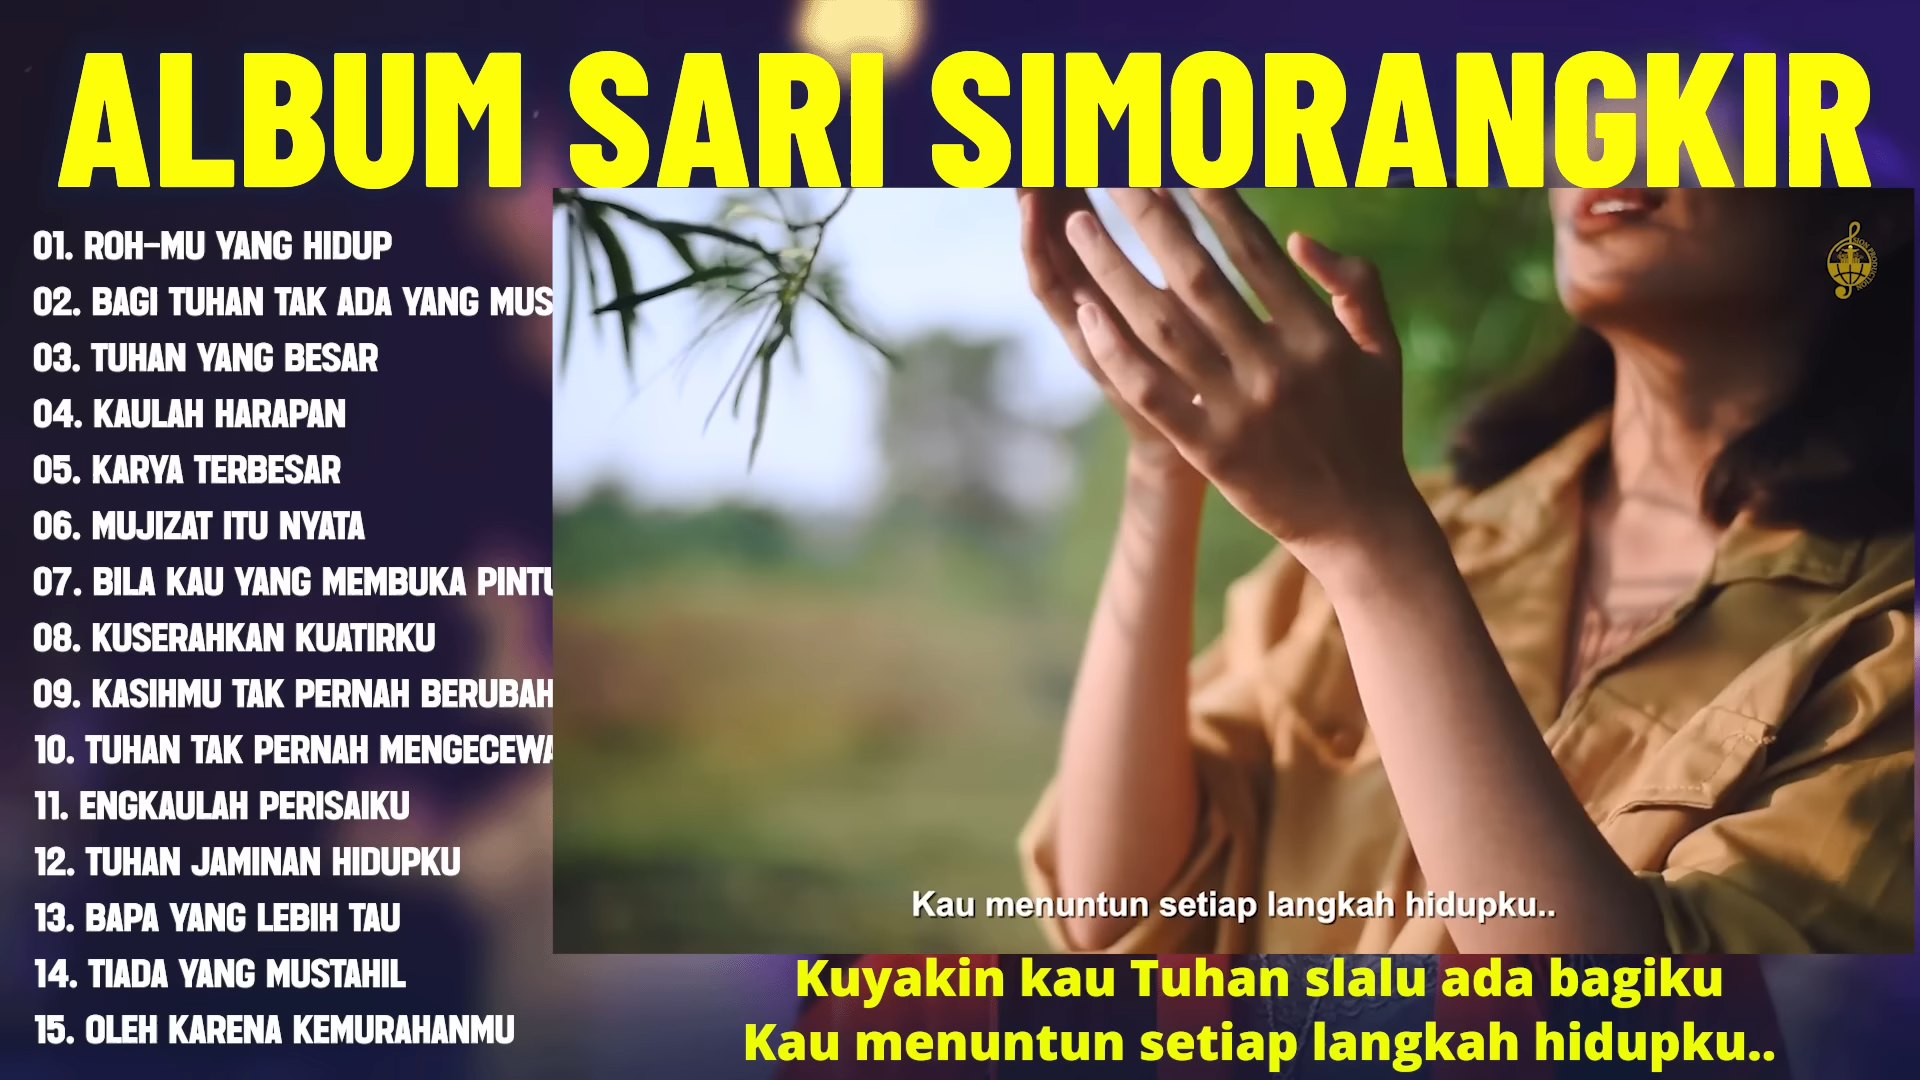 ALBUM SARI SIMORANGKIR
01. ROH-MU YANG HIDUP
02. BAGI TUHAN TAK ADA YANG MUS
03. TUHAN YANG BESAR
04. KAULAH HARAPAN
05. KARYA TERBESAR
06. MUJIZAT ITU NYATA
07. BILA KAU YANG MEMBUKA PINTU
08. KUSERAHKAN KUATIRKU
09. KASIHMU TAK PERNAH BERUBAH
10. TUHAN TAK PERNAH MENGECEWA
11. ENGKAULAH PERISAIKU
12. TUHAN JAMINAN HIDUPKU
13. BAPA YANG LEBIH TAU
14. TIADA YANG MUSTAHIL
15. OLEH KARENA KEMURAHANMU
Kau menuntun setiap langkah hidupku..
Kuyakin kau Tuhan slalu ada bagiku
Kau menuntun setiap langkah hidupku..